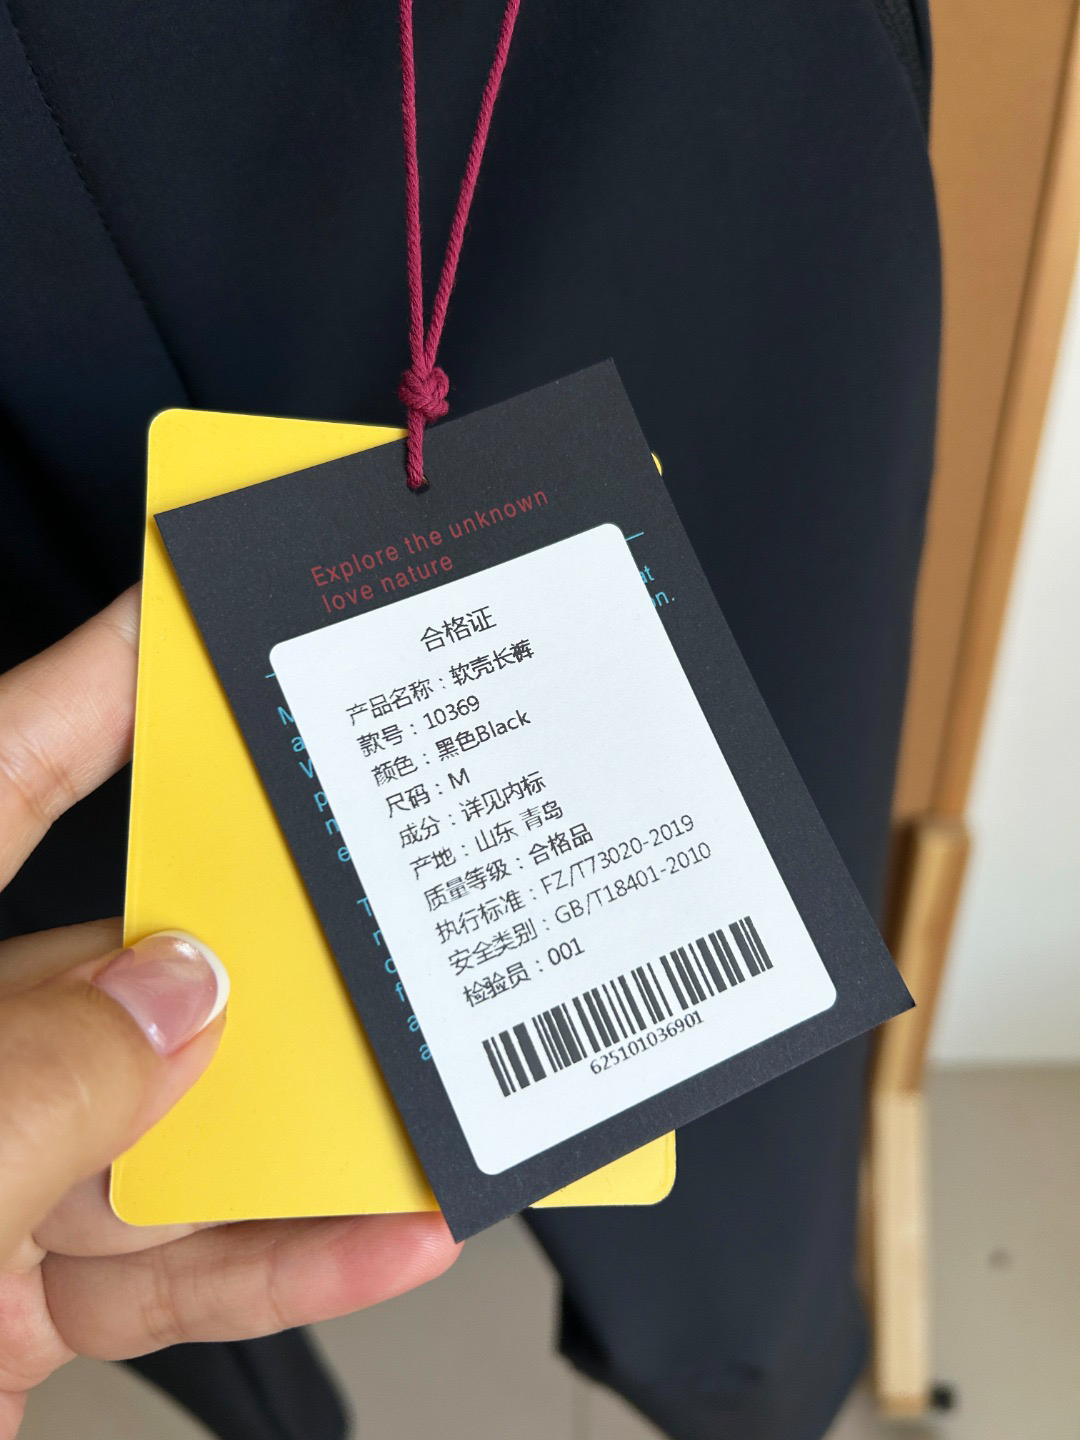 Explore the unknown
love nature
合格证
产品名称：软壳长裤
款号：10369
颜色：黑色Black
尺码：M
成分：详见内标
产地：山东 青岛
质量等级：合格品
执行标准：FZ/T73020-2019
安全类别：GB/T18401-2010
检验员：001
625101036901